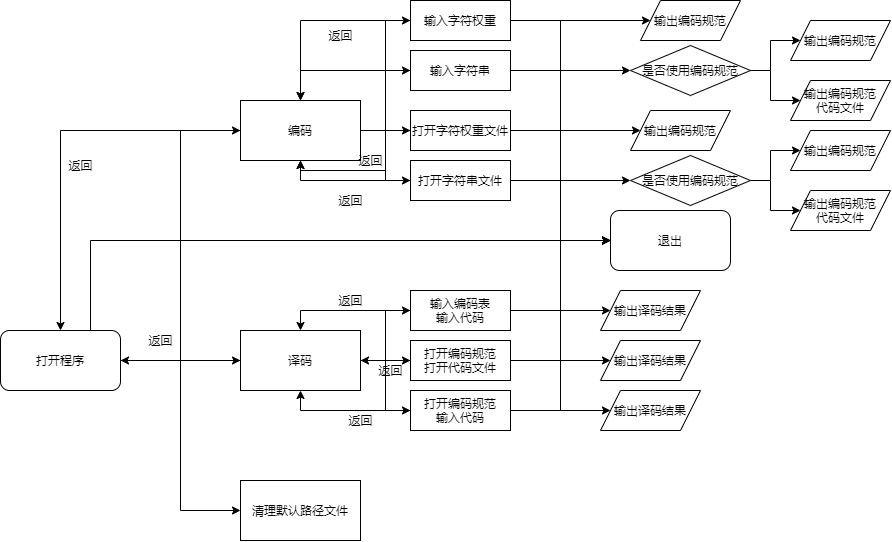 输入字符权重
输出编码规范
返回
输出编码规范
输入字符串
是否使用编码规范
输出编码规范
代码文件
编码
打开字符权重文件
输出编码规范
返回
返回
输出编码规范
打开字符串文件
是否使用编码规范
返回
输出编码规范
代码文件
退出
返回
输入编码表
输入代码
输出译码结果
返回
打开程序
译码
返回
打开编码规范
打开代码文件
输出译码结果
打开编码规范
输入代码
输出译码结果
返回
清理默认路径文件